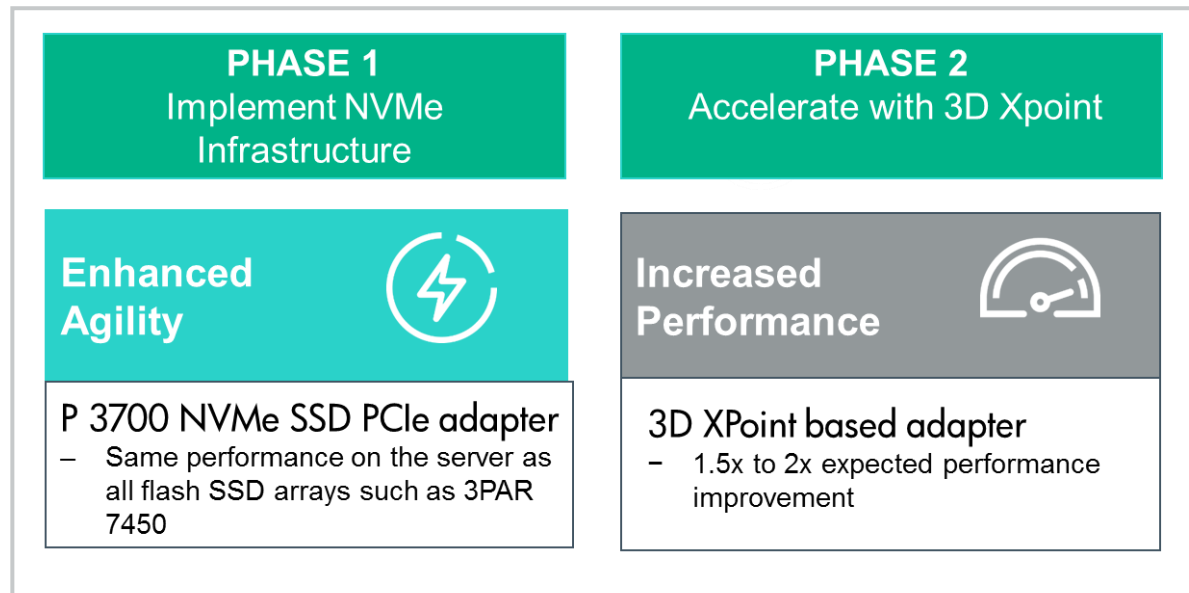 PHASE 1
Implement NVMe
Infrastructure
Enhanced
Agility
P 3700 NVMe SSD PCIe adapter
– Same performance on the server as
all flash SSD arrays such as 3PAR
7450
PHASE 2
Accelerate with 3D Xpoint
Increased
Performance
3D XPoint based adapter
– 1.5x to 2x expected performance
improvement